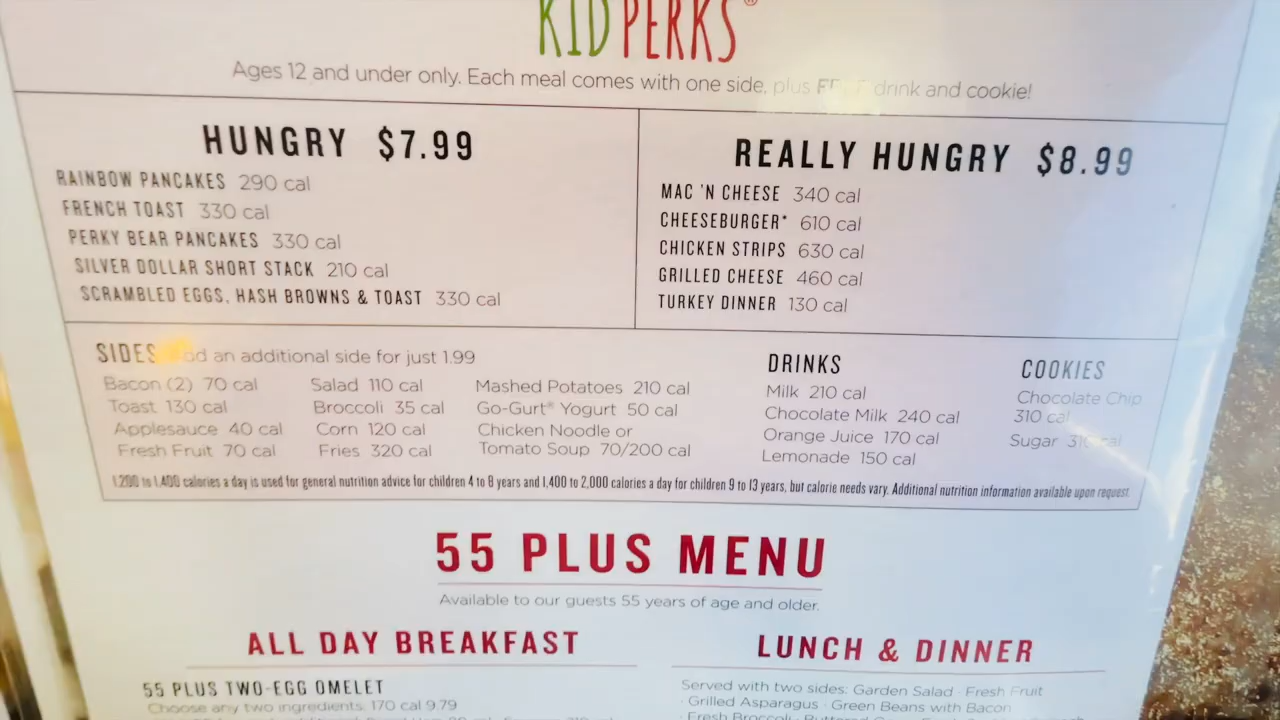 KID PERKS®
Ages 12 and under only. Each meal comes with one side, plus drink and cookie!
HUNGRY $7.99
RAINBOW PANCAKES 290 cal
FRENCH TOAST 330 cal
PERKY BEAR PANCAKES 330 cal
SILVER DOLLAR SHORT STACK 210 cal
SCRAMBLED EGGS, HASH BROWNS & TOAST 330 cal
REALLY HUNGRY $8.99
MAC 'N CHEESE 340 cal
CHEESEBURGER* 610 cal
CHICKEN STRIPS 630 cal
GRILLED CHEESE 460 cal
TURKEY DINNER 130 cal
SIDES an additional side for just 1.99
Bacon (2) 70 cal
Toast 130 cal
Applesauce 40 cal
Fresh Fruit 70 cal
Salad 110 cal
Broccoli 35 cal
Corn 120 cal
Fries 320 cal
Mashed Potatoes 210 cal
Go-Gurt® Yogurt 50 cal
Chicken Noodle or
Tomato Soup 70/200 cal
DRINKS
Milk 210 cal
Chocolate Milk 240 cal
Orange Juice 170 cal
Lemonade 150 cal
COOKIES
Chocolate Chip
310 cal
Sugar
1,200 to 1,400 calories a day is used for general nutrition advice for children 4 to 8 years and 1,400 to 2,000 calories a day for children 9 to 13 years, but calorie needs vary. Additional nutrition information available upon request.
55 PLUS MENU
Available to our guests 55 years of age and older.
ALL DAY BREAKFAST
55 PLUS TWO-EGG OMELET
Choose any two ingredients. 170 cal 9.79
LUNCH & DINNER
Served with two sides: Garden Salad · Fresh Fruit
· Grilled Asparagus · Green Beans with Bacon